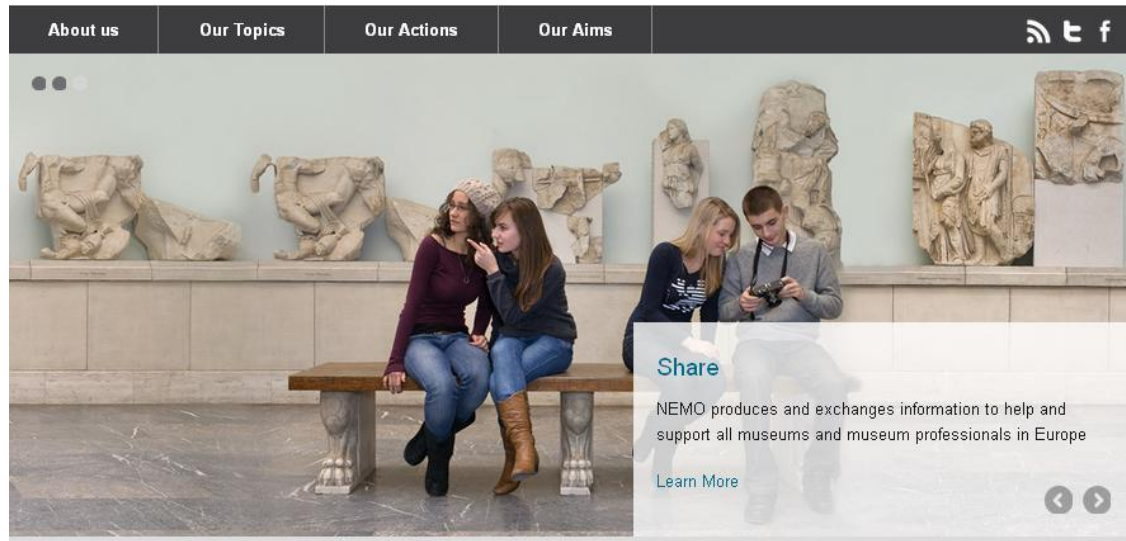 About us
Our Topics
Our Actions
Our Aims
Share
NEMO produces and exchanges information to help and
support all museums and museum professionals in Europe
Learn More